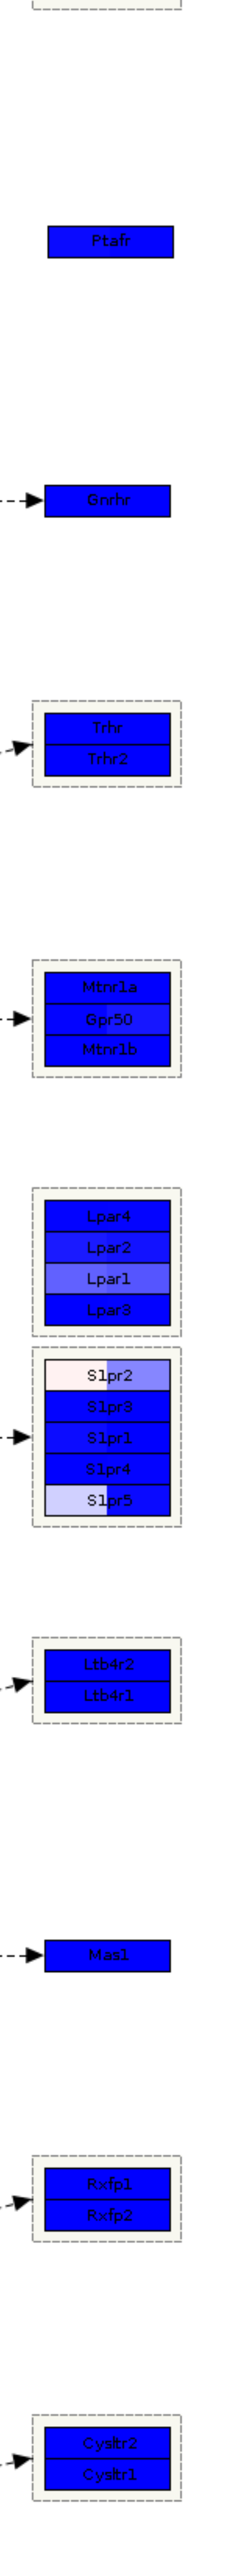 Ptafr
Gnrhr
Trhr
Trhr2
Mtnr1a
Gpr50
Mtnr1b
Lpar4
Lpar2
Lpar1
Lpar3
S1pr2
S1pr3
S1pr1
S1pr4
S1pr5
Ltb4r2
Ltb4r1
Mas1
Rxfp1
Rxfp2
Cysltr2
Cysltr1